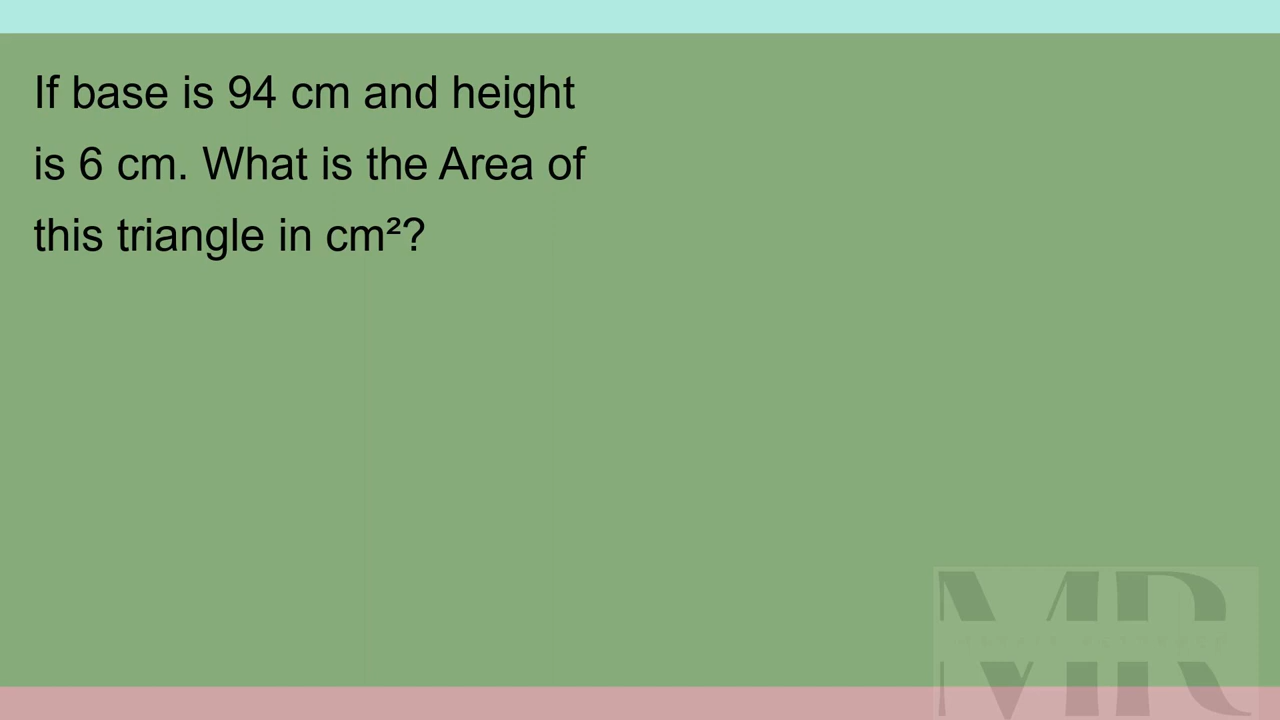 If base is 94 cm and height
is 6 cm. What is the Area of
this triangle in cm²?
MR